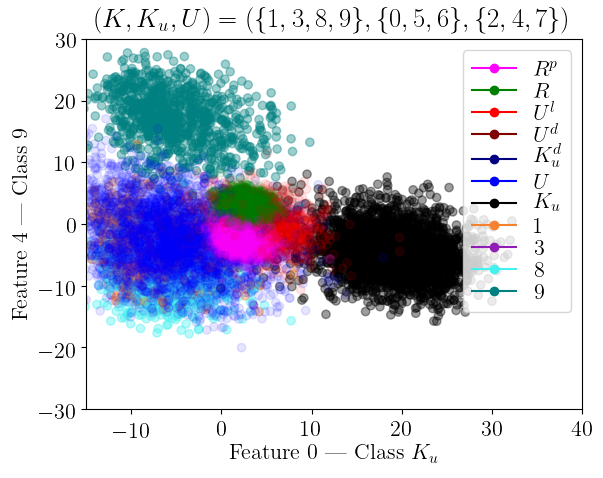 (K, K_u, U) = ({1, 3, 8, 9}, {0, 5, 6}, {2, 4, 7})
30
20
10
0
−10
−20
−30
Feature 4 — Class 9
R^p
R
U^l
U^d
K_u^d
U
K_u
1
3
8
9
−10
0
10
20
30
40
Feature 0 — Class K_u